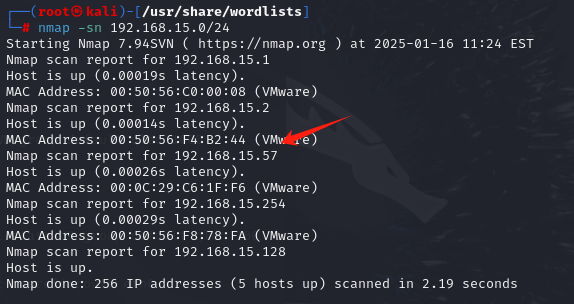 ┌──(root㉿kali)-[/usr/share/wordlists]
└─# nmap -sn 192.168.15.0/24
Starting Nmap 7.94SVN ( https://nmap.org ) at 2025-01-16 11:24 EST
Nmap scan report for 192.168.15.1
Host is up (0.00019s latency).
MAC Address: 00:50:56:C0:00:08 (VMware)
Nmap scan report for 192.168.15.2
Host is up (0.00014s latency).
MAC Address: 00:50:56:F4:B2:44 (VMware)
Nmap scan report for 192.168.15.57
Host is up (0.00026s latency).
MAC Address: 00:0C:29:C6:1F:F6 (VMware)
Nmap scan report for 192.168.15.254
Host is up (0.00029s latency).
MAC Address: 00:50:56:F8:78:FA (VMware)
Nmap scan report for 192.168.15.128
Host is up.
Nmap done: 256 IP addresses (5 hosts up) scanned in 2.19 seconds